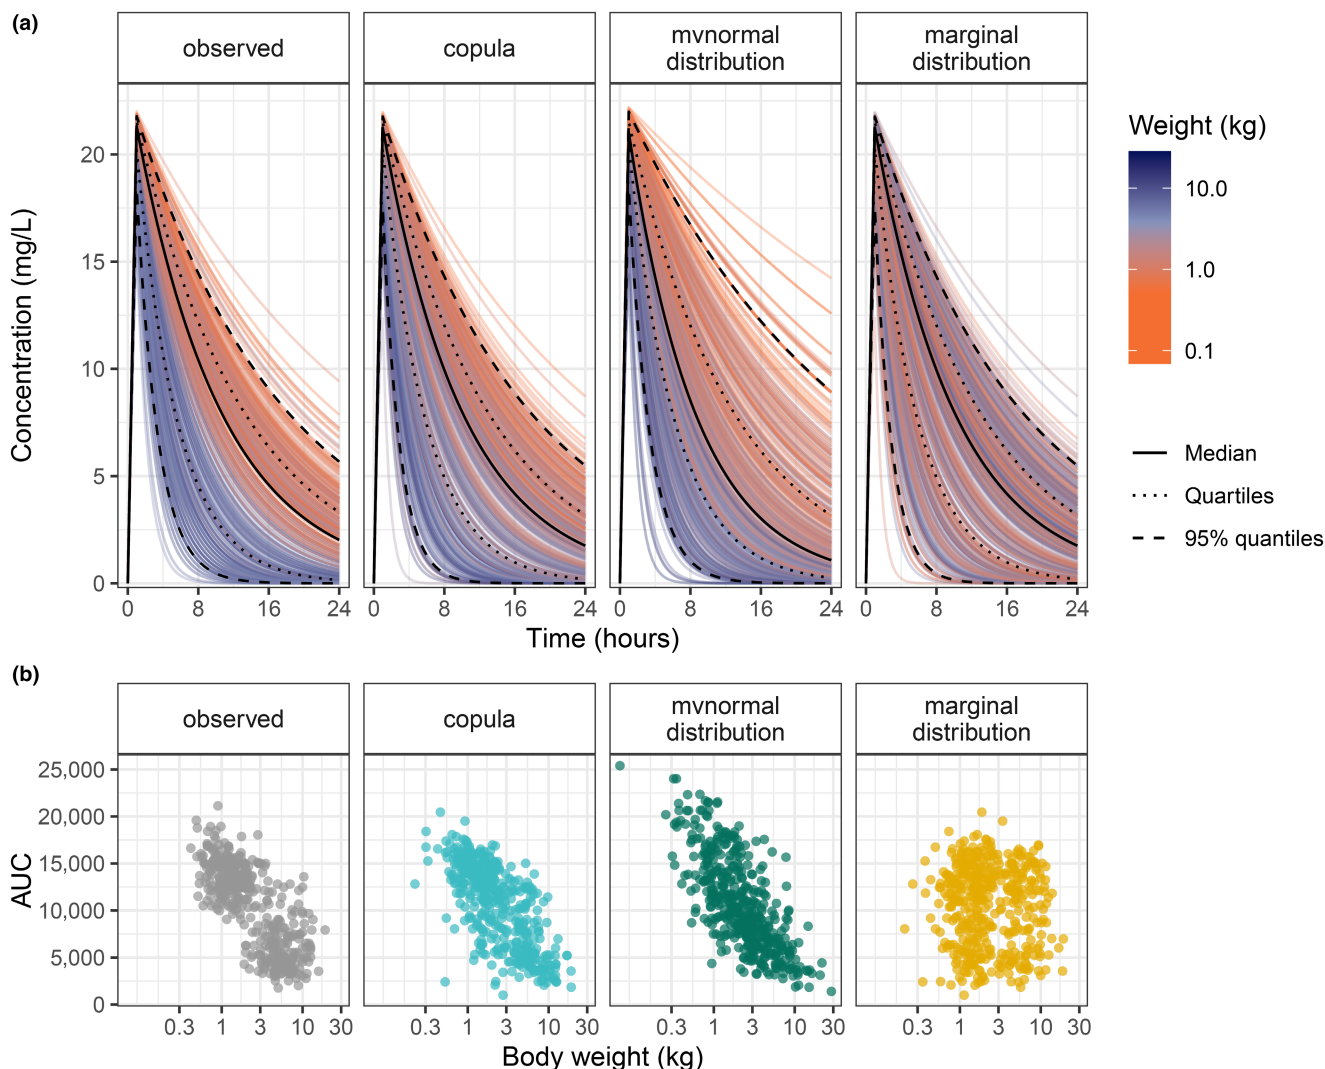 (a)
observed
copula
mvnormal
distribution
marginal
distribution
Concentration (mg/L)
20
15
10
5
0
0
8
16
24
0
8
16
24
0
8
16
24
0
8
16
24
Time (hours)
Weight (kg)
10.0
1.0
0.1
Median
Quartiles
95% quantiles
(b)
observed
copula
mvnormal
distribution
marginal
distribution
AUC
25,000
20,000
15,000
10,000
5,000
0
0.3
1
3
10
30
0.3
1
3
10
30
0.3
1
3
10
30
0.3
1
3
10
30
Body weight (kg)